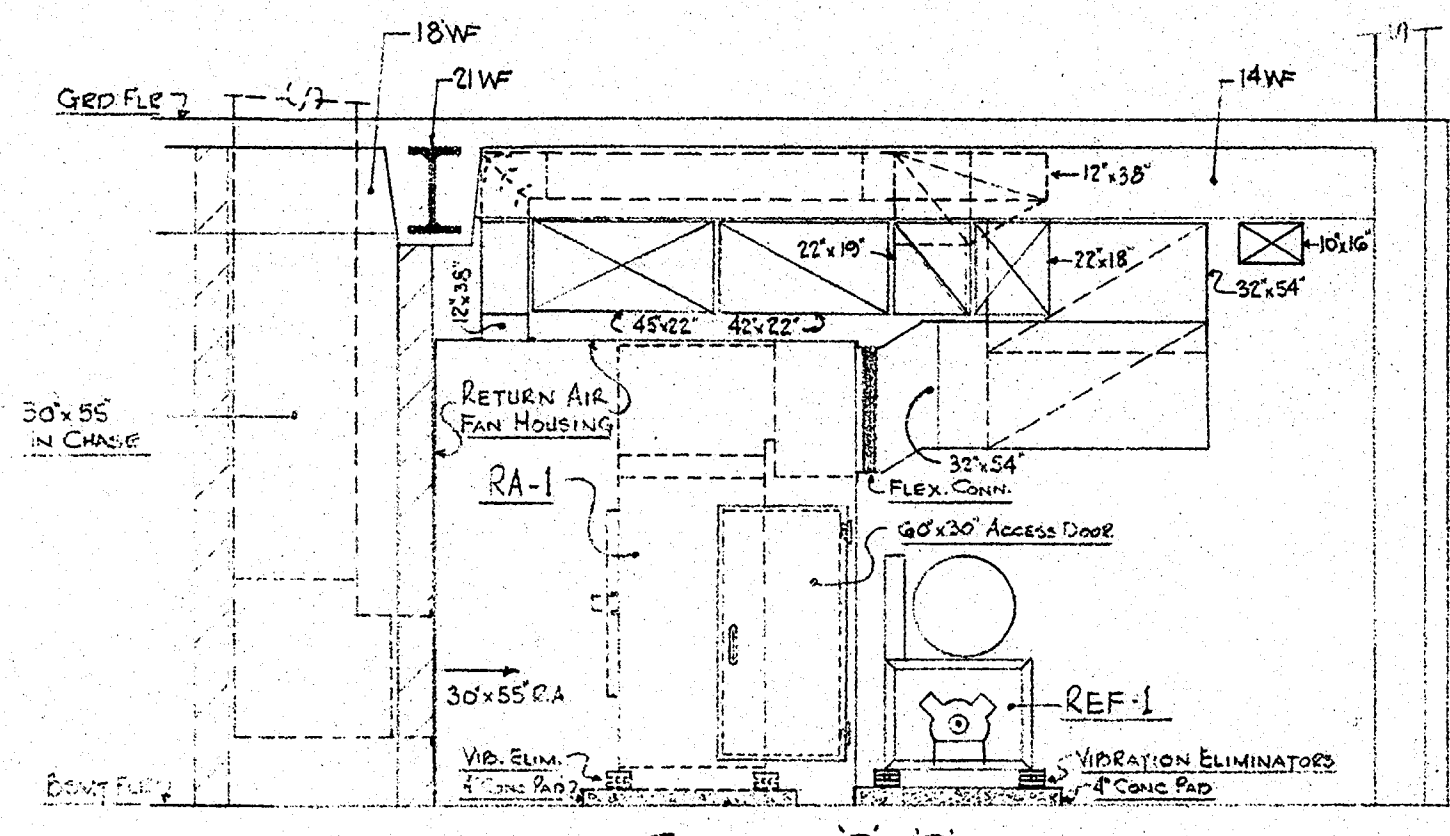 18"WF
21WF
14WF
GRD. FLR
12"x38"
10"x16"
22"x19"
22"x18"
32"x54"
12"x38"
45"x22"
42"x22"
RETURN AIR
FAN HOUSING
30"x55"
IN CHASE
32"x54"
FLEX. CONN.
RA-1
60"x30" ACCESS DOOR
30"x55" R.A
REF-1
VIB. ELIM.
4" CONC PAD
VIBRATION ELIMINATORS
4" CONC PAD
BSMT FLR